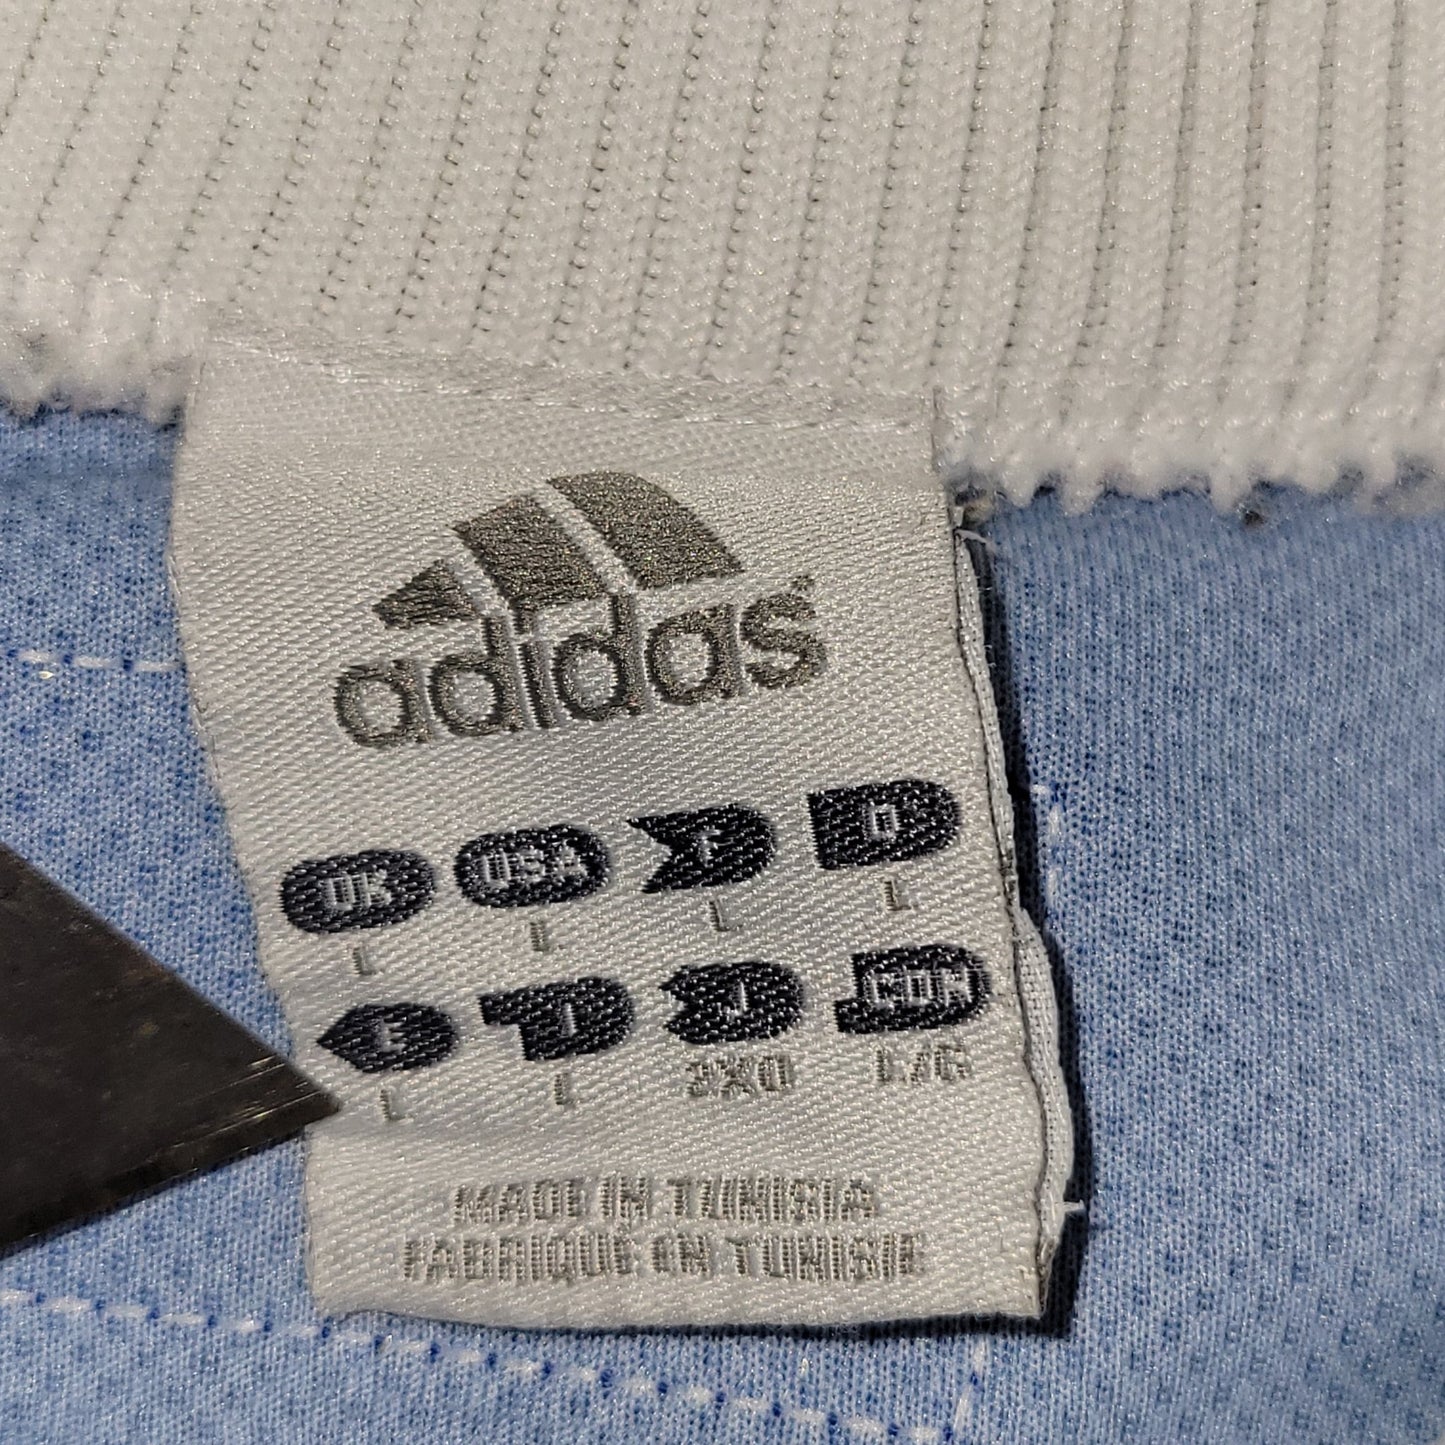 adidas
UK USA F D
L L L L
E I J CDN
L L 2XO L/G
MADE IN TUNISIA
FABRIQUE EN TUNISIE